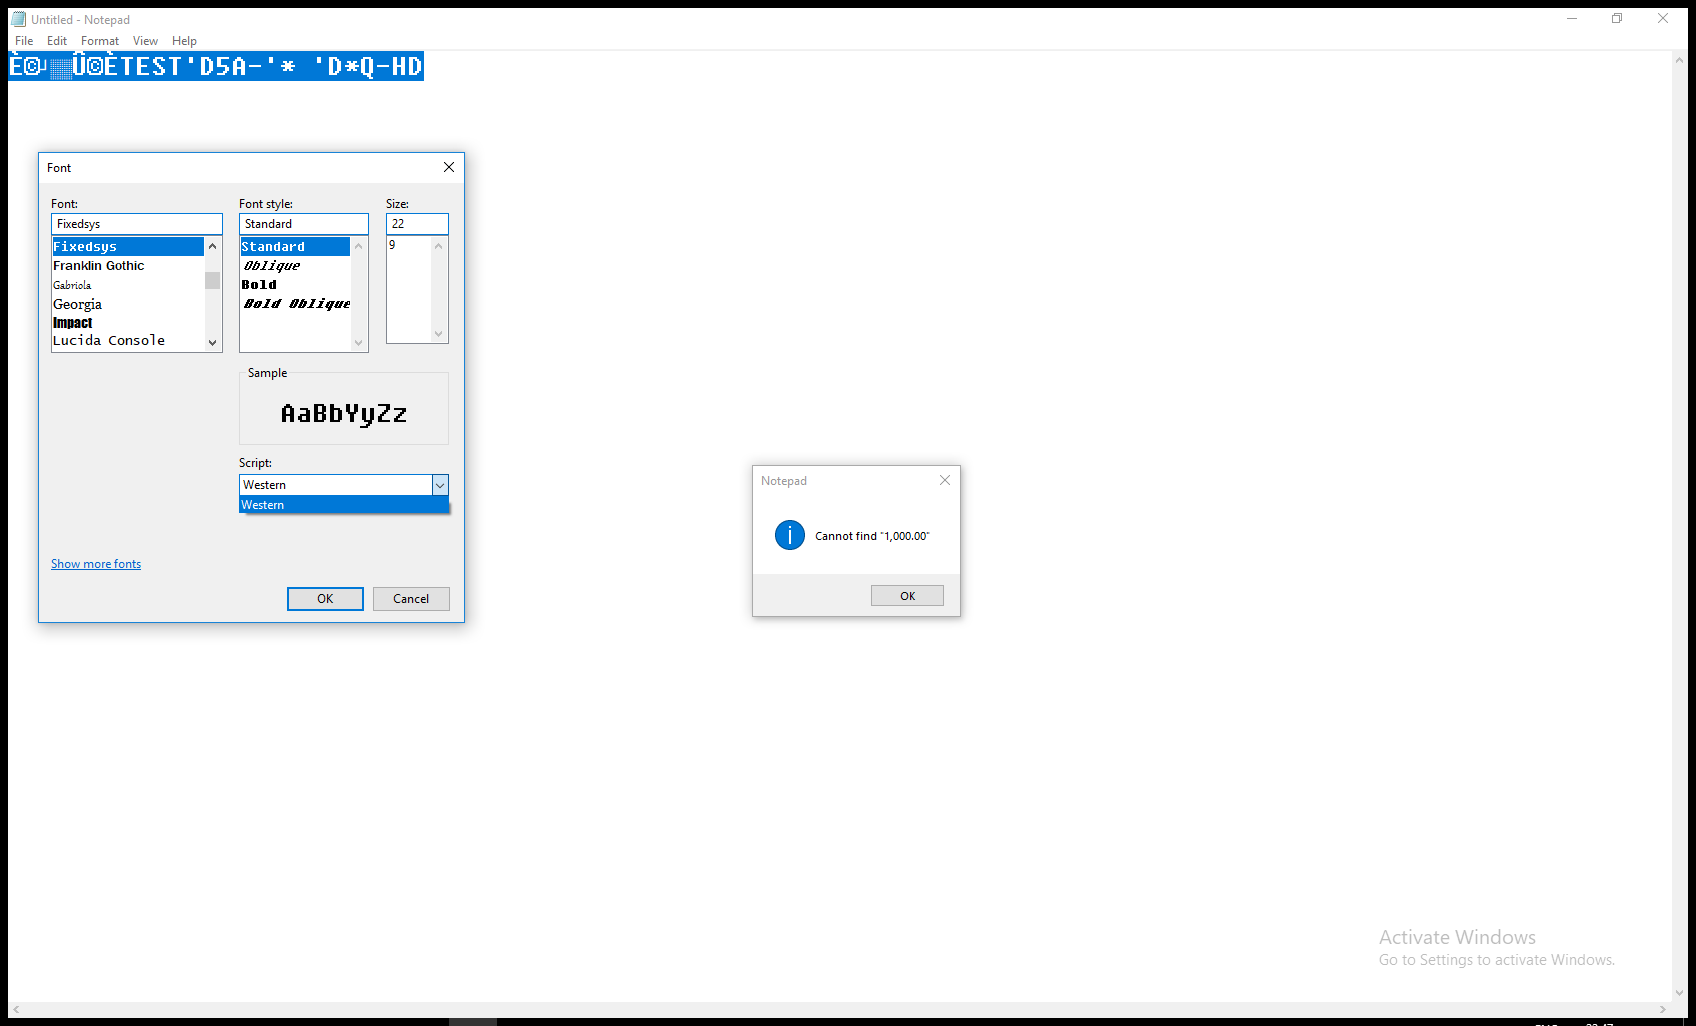 Untitled - Notepad
File Edit Format View Help
TEST'D5A-'* 'D*Q-HD
Font
Font: Font style: Size:
Fixedsys Standard 22
Fixedsys Standard 9
Franklin Gothic Oblique
Gabriola Bold
Georgia Bold Oblique
Impact
Lucida Console
Sample
AaBbYyZz
Script:
Western
Western
Show more fonts
OK Cancel
Notepad
Cannot find "1,000.00"
OK
Activate Windows
Go to Settings to activate Windows.